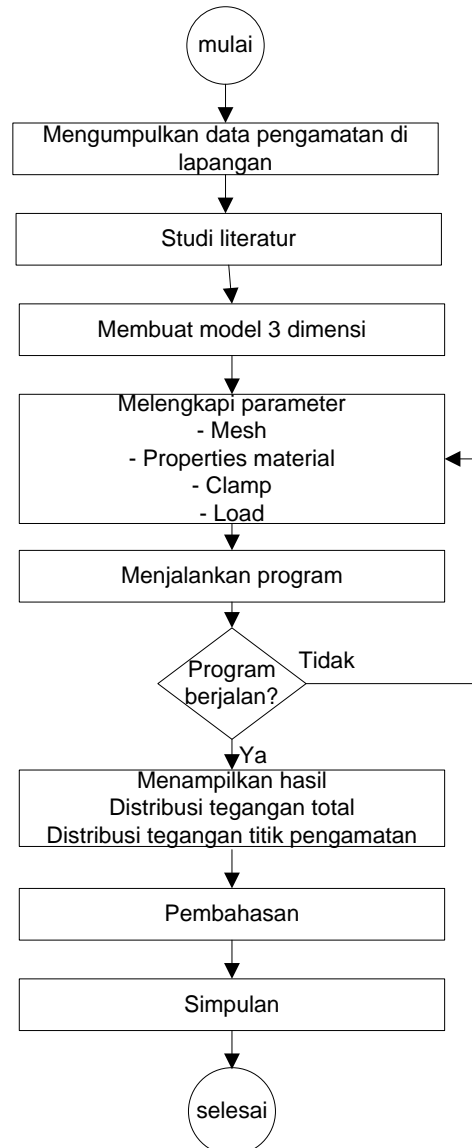 mulai
Mengumpulkan data pengamatan di
lapangan
Studi literatur
Membuat model 3 dimensi
Melengkapi parameter
- Mesh
- Properties material
- Clamp
- Load
Menjalankan program
Program
berjalan?
Tidak
Ya
Menampilkan hasil
Distribusi tegangan total
Distribusi tegangan titik pengamatan
Pembahasan
Simpulan
selesai